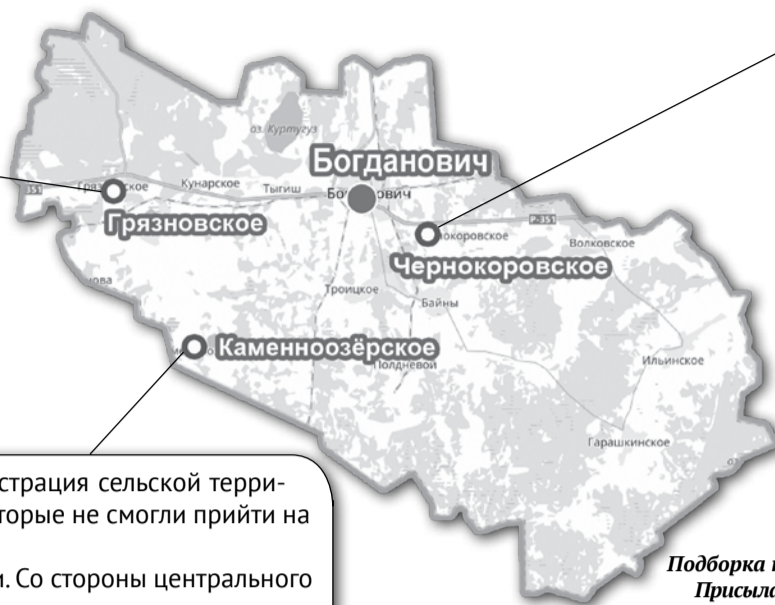 оз. Куртугуз
Богданович
351
Кунарское
Тыгиш
Грязновское
Р-351
Волковское
Чернокоровское
Троицкое
Байны
Каменноозёрское
Полдневой
Ильинское
Гарашкинское
страция сельской терри-
торые не смогли прийти на
и. Со стороны центрального
Подборка
Присыла